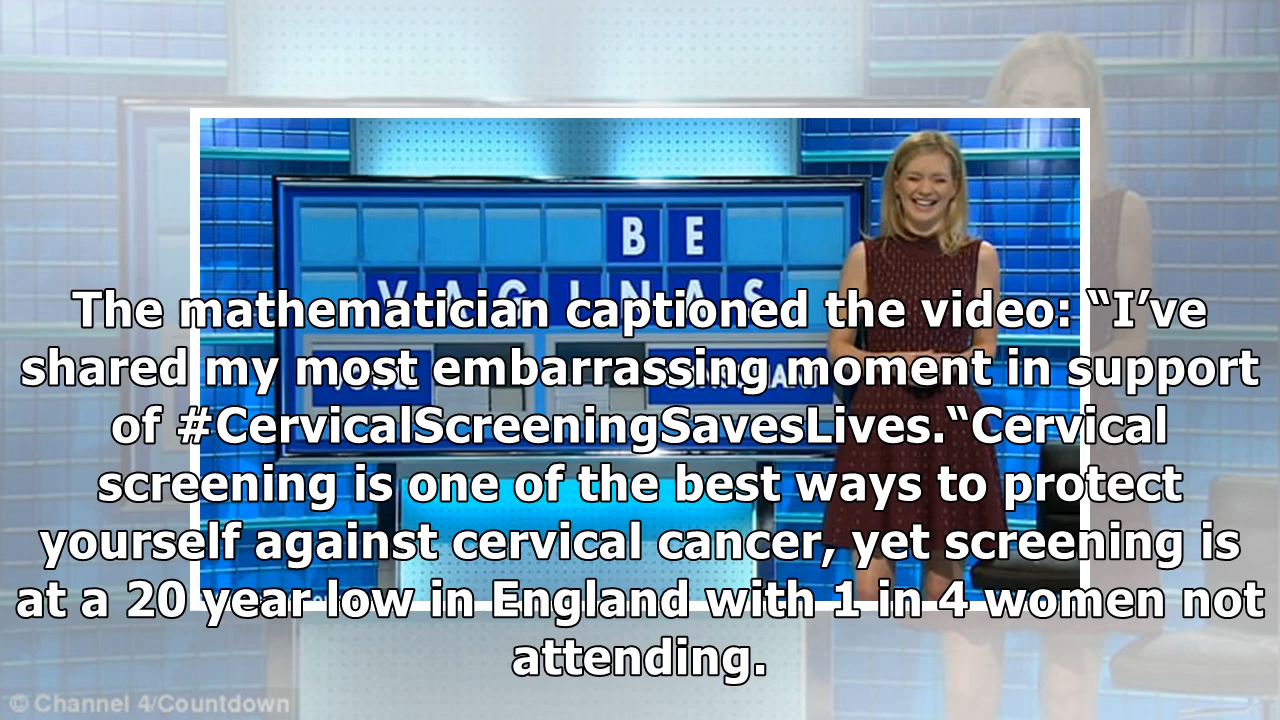 B E
VAGINAS
The mathematician captioned the video: “I’ve
shared my most embarrassing moment in support
of #CervicalScreeningSavesLives.“Cervical
screening is one of the best ways to protect
yourself against cervical cancer, yet screening is
at a 20 year low in England with 1 in 4 women not
attending.
© Channel 4/Countdown